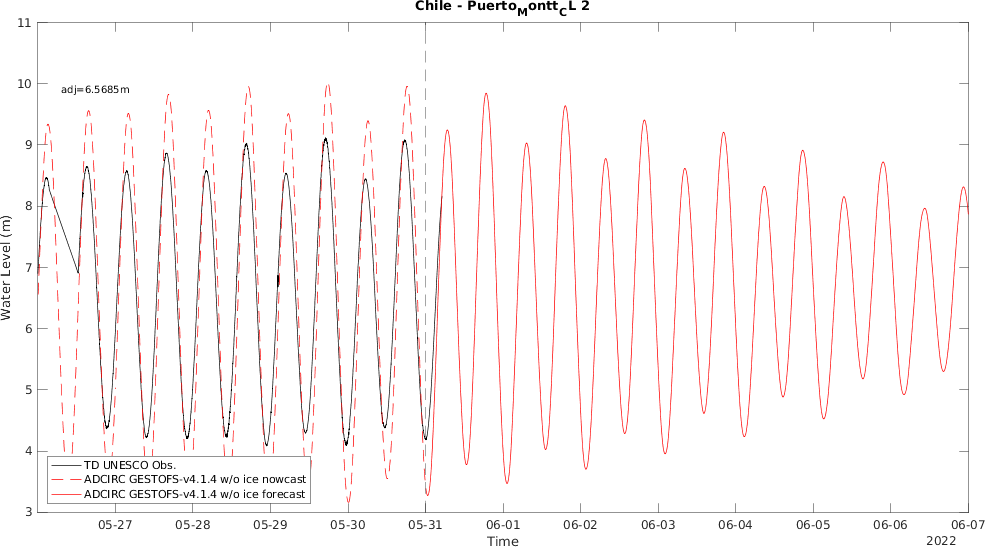 Chile - PuertoMonttCL 2
11
10
9
8
7
6
5
4
3
Water Level (m)
adj=6.5685m
TD UNESCO Obs.
ADCIRC GESTOFS-v4.1.4 w/o ice nowcast
ADCIRC GESTOFS-v4.1.4 w/o ice forecast
05-27 05-28 05-29 05-30 05-31 06-01 06-02 06-03 06-04 06-05 06-06 06-07
Time
2022